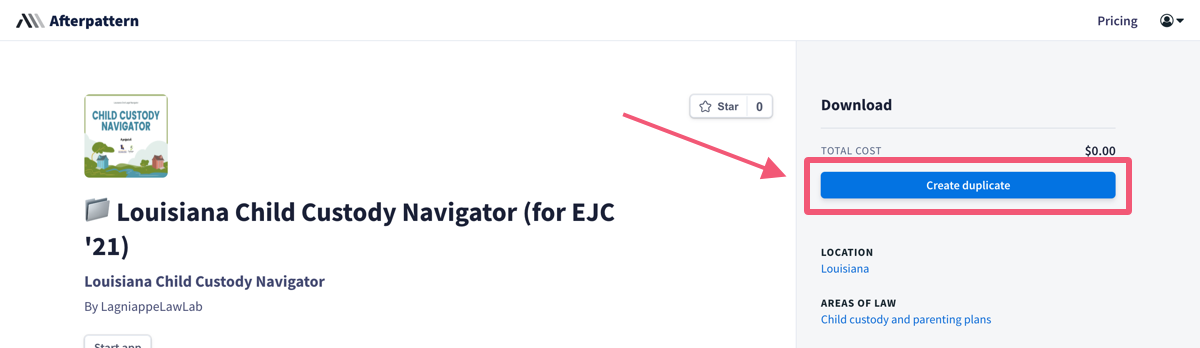 Afterpattern
Pricing
CHILD CUSTODY
NAVIGATOR
Star 0
Louisiana Child Custody Navigator (for EJC
'21)
Louisiana Child Custody Navigator
By LagniappeLawLab
Start app
Download
TOTAL COST $0.00
Create duplicate
LOCATION
Louisiana
AREAS OF LAW
Child custody and parenting plans